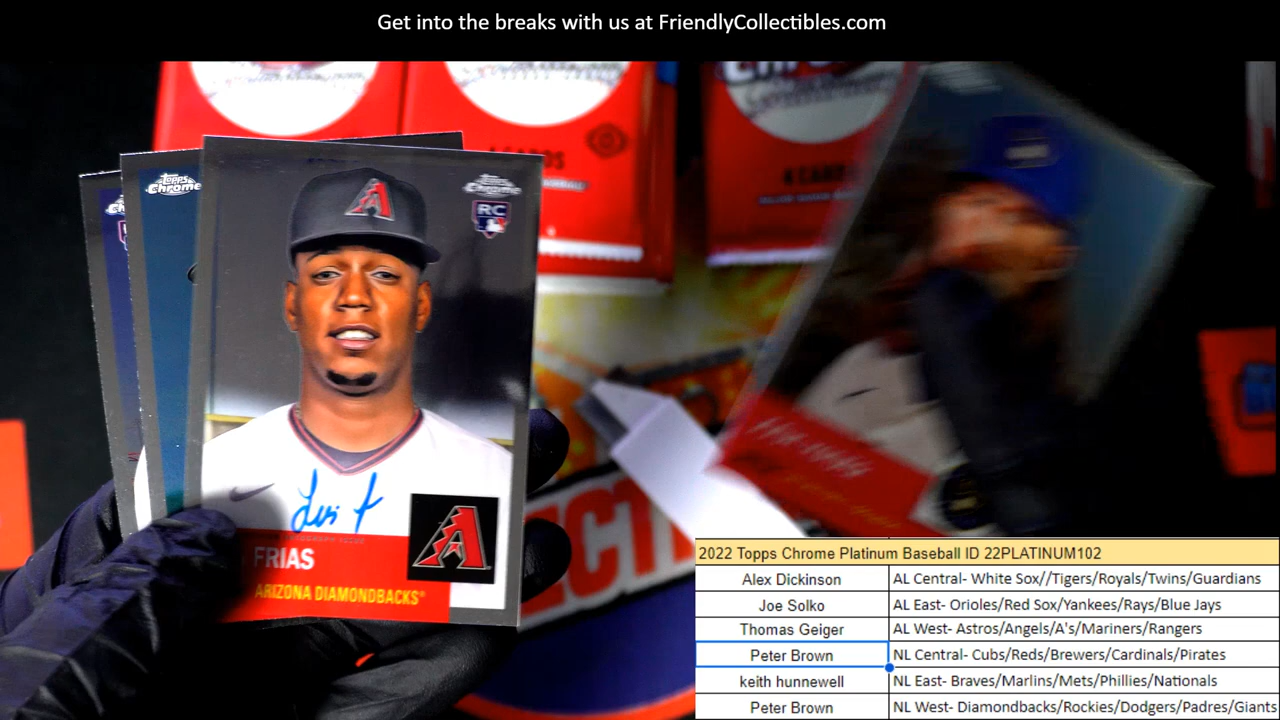 Get into the breaks with us at FriendlyCollectibles.com
4 CARDS
4 CARDS
Topps
Chrome
RC
A
FRIAS
ARIZONA DIAMONDBACKS®
A
2022 Topps Chrome Platinum Baseball ID 22PLATINUM102
Alex Dickinson AL Central- White Sox//Tigers/Royals/Twins/Guardians
Joe Solko AL East- Orioles/Red Sox/Yankees/Rays/Blue Jays
Thomas Geiger AL West- Astros/Angels/A's/Mariners/Rangers
Peter Brown NL Central- Cubs/Reds/Brewers/Cardinals/Pirates
keith hunnewell NL East- Braves/Marlins/Mets/Phillies/Nationals
Peter Brown NL West- Diamondbacks/Rockies/Dodgers/Padres/Giants